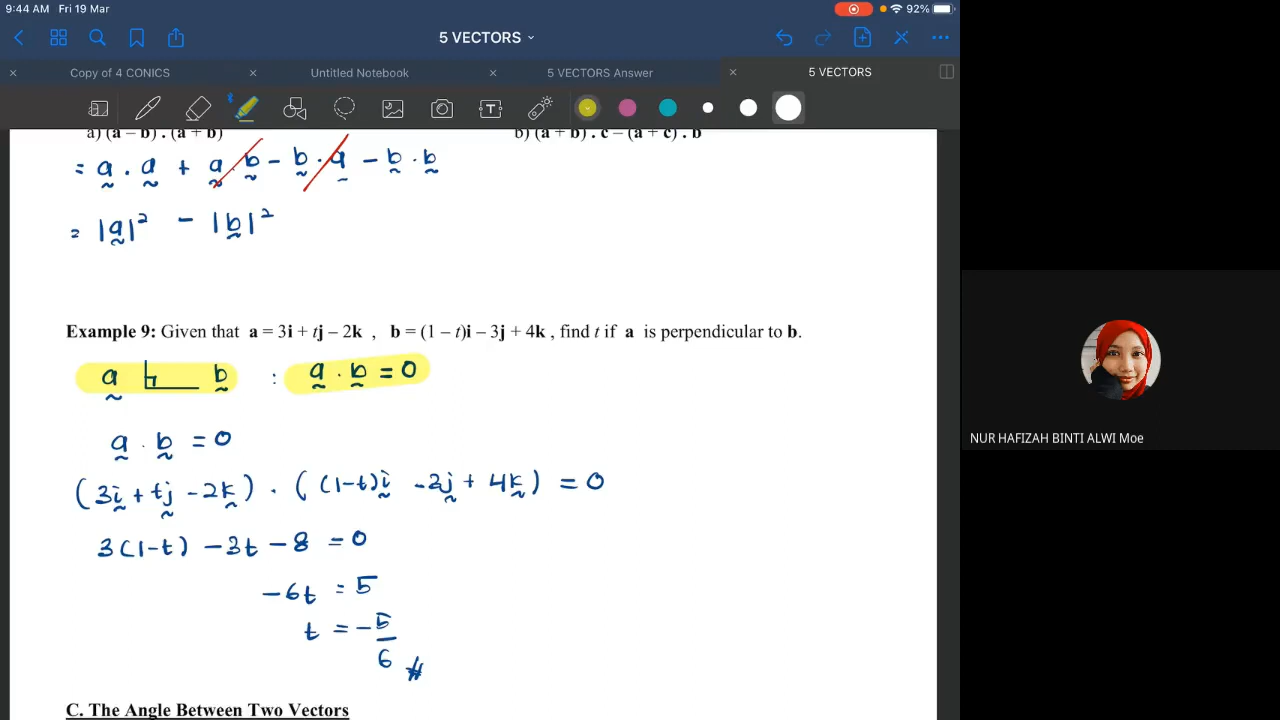 9:44 AM Fri 19 Mar
92%
5 VECTORS
Copy of 4 CONICS
Untitled Notebook
5 VECTORS Answer
5 VECTORS
a) (a – b) . (a + b)
b) (a + b) . c – (a + c) . b
= a . a + a . b - b . a - b . b
= |a|² - |b|²
Example 9: Given that a = 3i + tj – 2k , b = (1 – t)i – 3j + 4k , find t if a is perpendicular to b.
a b : a . b = 0
a . b = 0
(3i + tj - 2k) . ((1-t)i - 3j + 4k) = 0
3(1-t) - 3t - 8 = 0
-6t = 5
t = -5/6 #
C. The Angle Between Two Vectors
NUR HAFIZAH BINTI ALWI Moe